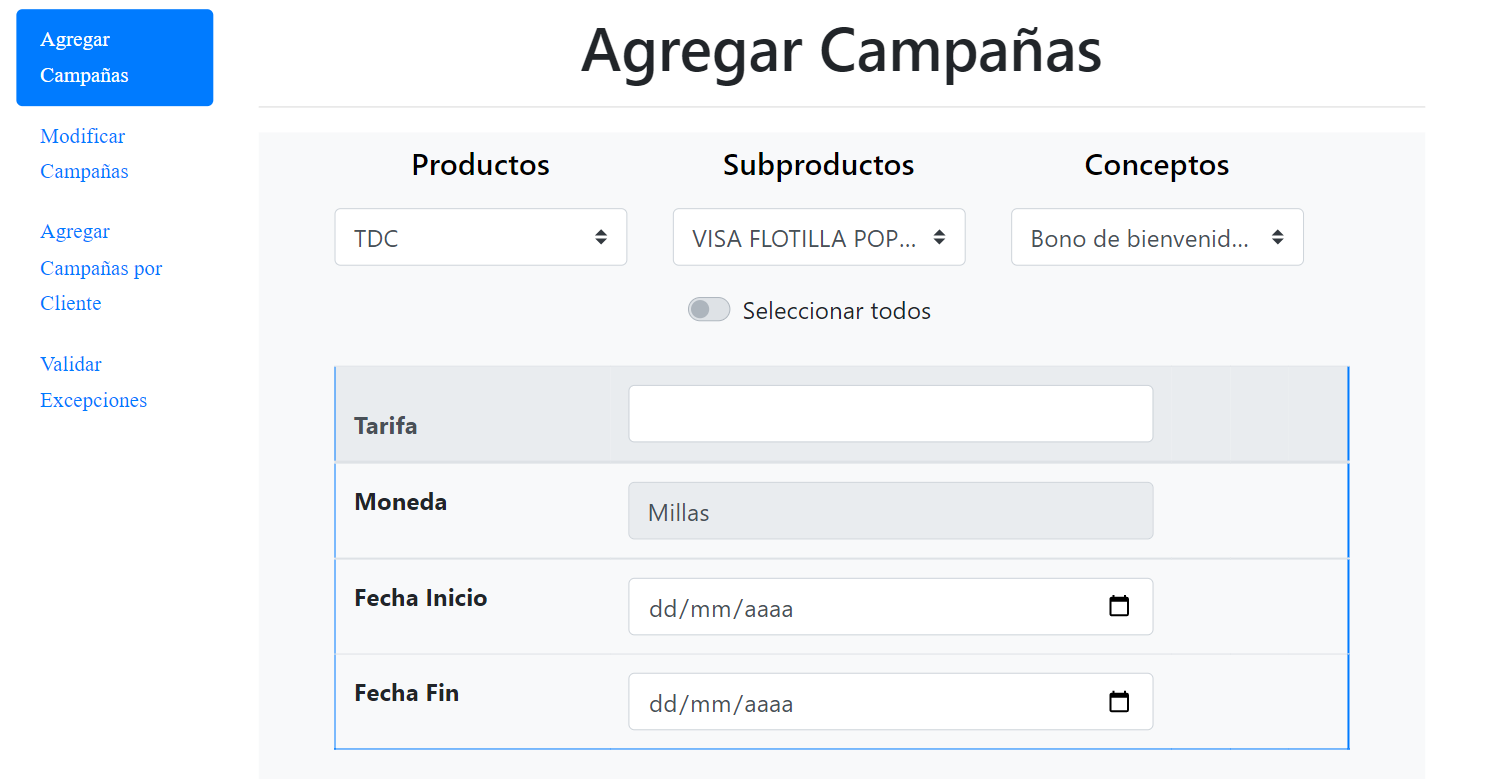 Agregar
Campañas
Modificar
Campañas
Agregar
Campañas por
Cliente
Validar
Excepciones
Agregar Campañas
Productos Subproductos Conceptos
TDC VISA FLOTILLA POP... Bono de bienvenid...
Seleccionar todos
Tarifa
Moneda Millas
Fecha Inicio dd/mm/aaaa
Fecha Fin dd/mm/aaaa